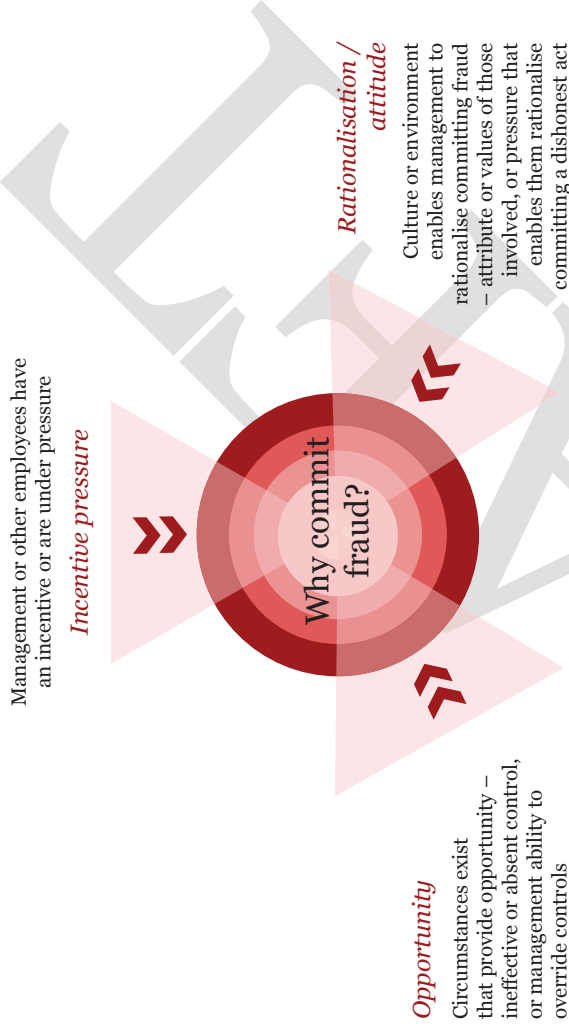 Management or other employees have
an incentive or are under pressure
Incentive pressure
Why commit
fraud?
Opportunity
Circumstances exist
that provide opportunity –
ineffective or absent control,
or management ability to
override controls
Rationalisation /
attitude
Culture or environment
enables management to
rationalise committing fraud
– attribute or values of those
involved, or pressure that
enables them rationalise
committing a dishonest act